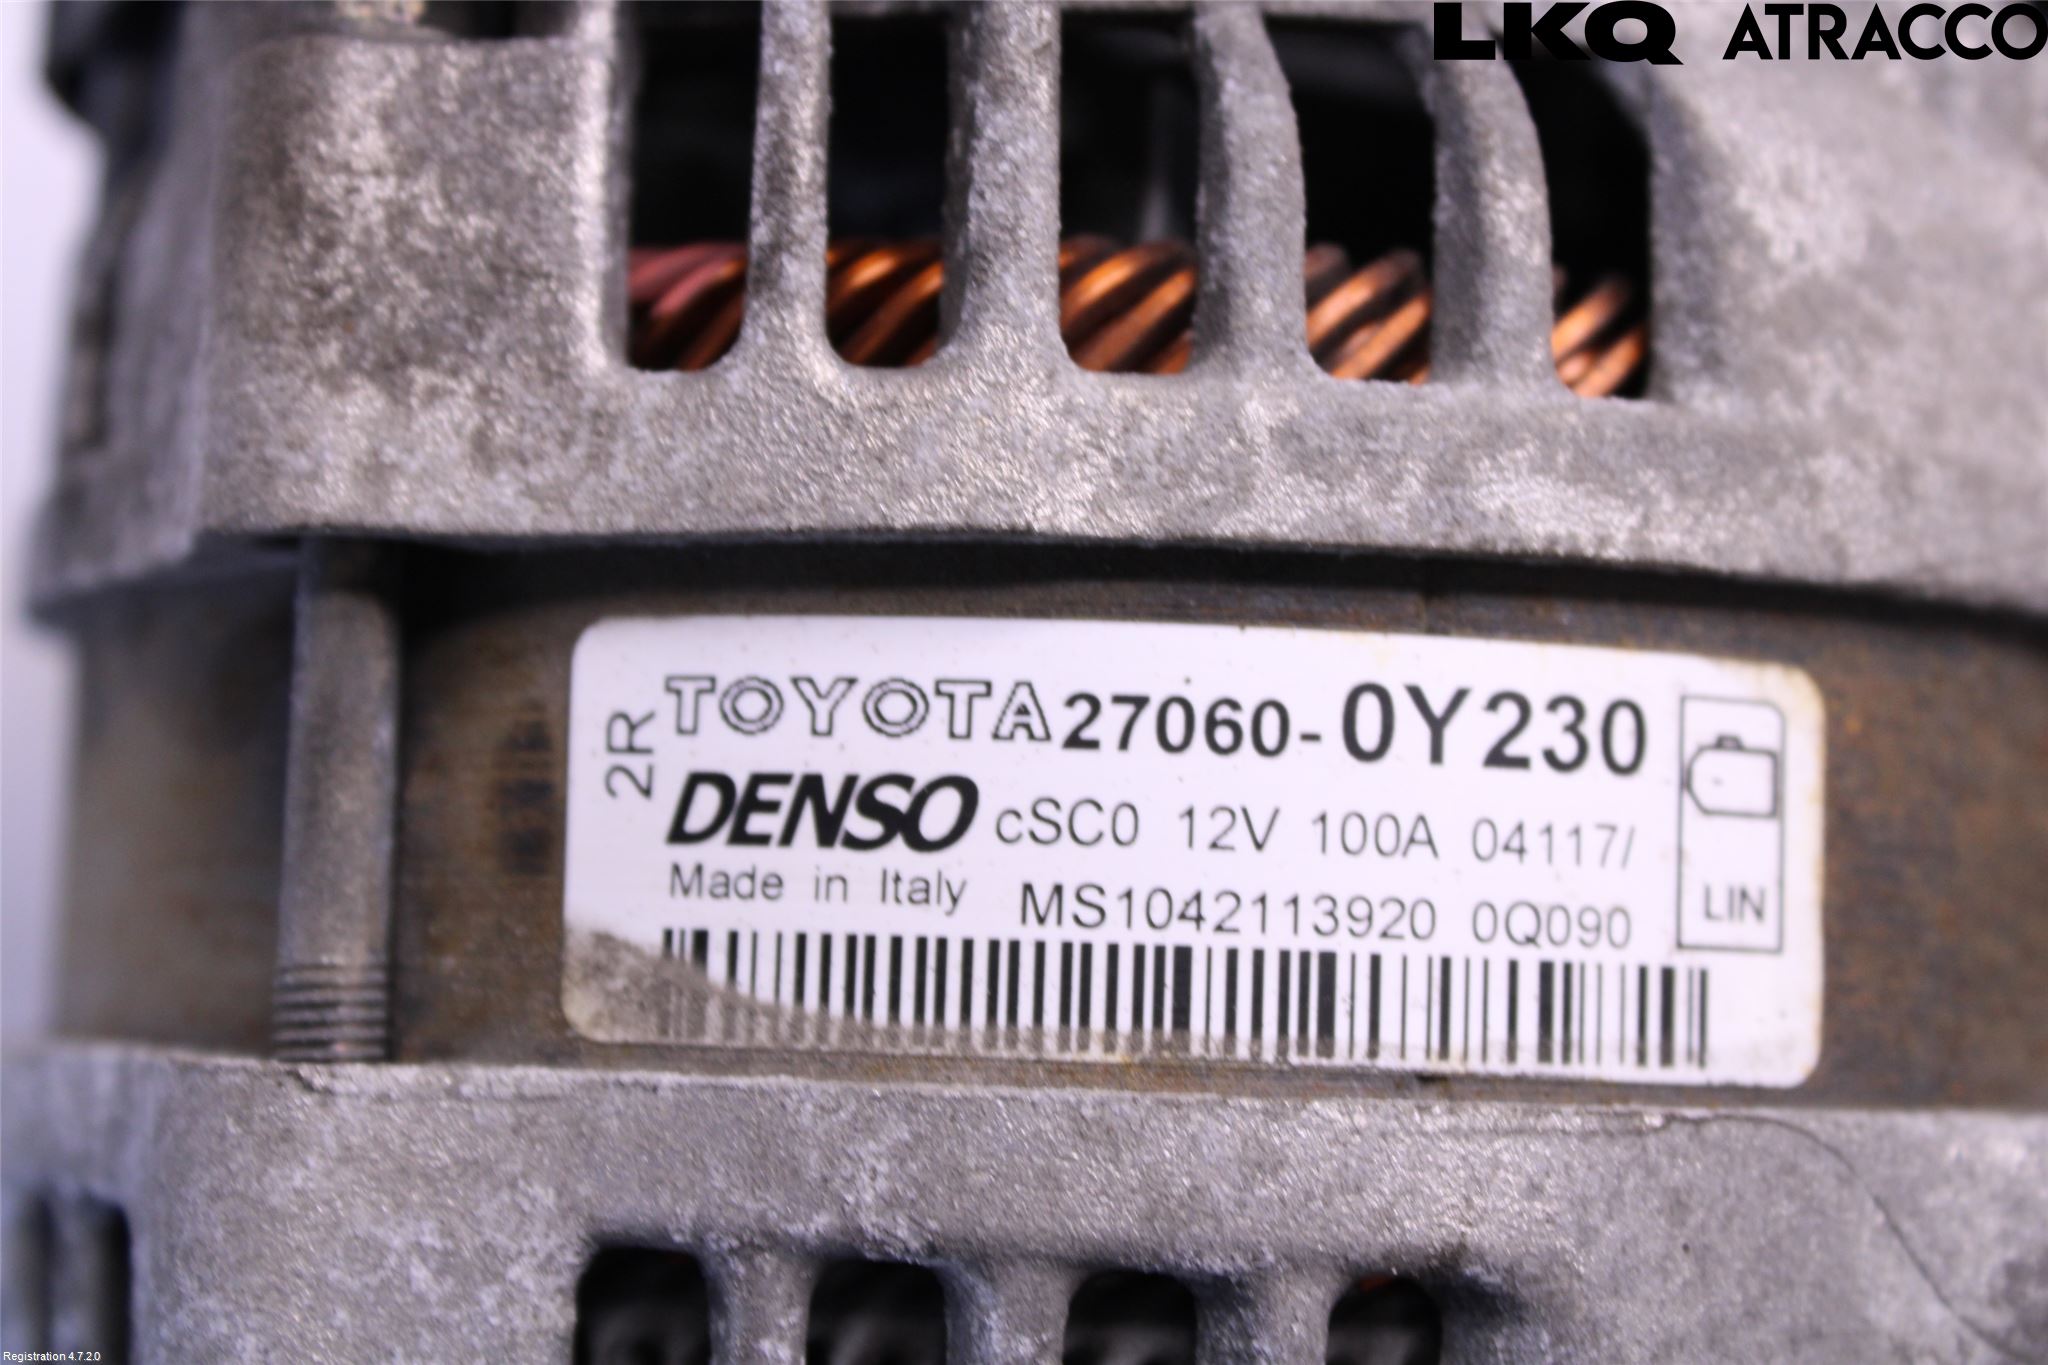 LKQ ATRACCO
2R
TOYOTA 27060-0Y230
DENSO cSC0 12V 100A 04117/
Made in Italy MS1042113920 0Q090
LIN
Registration 4.7.2.0